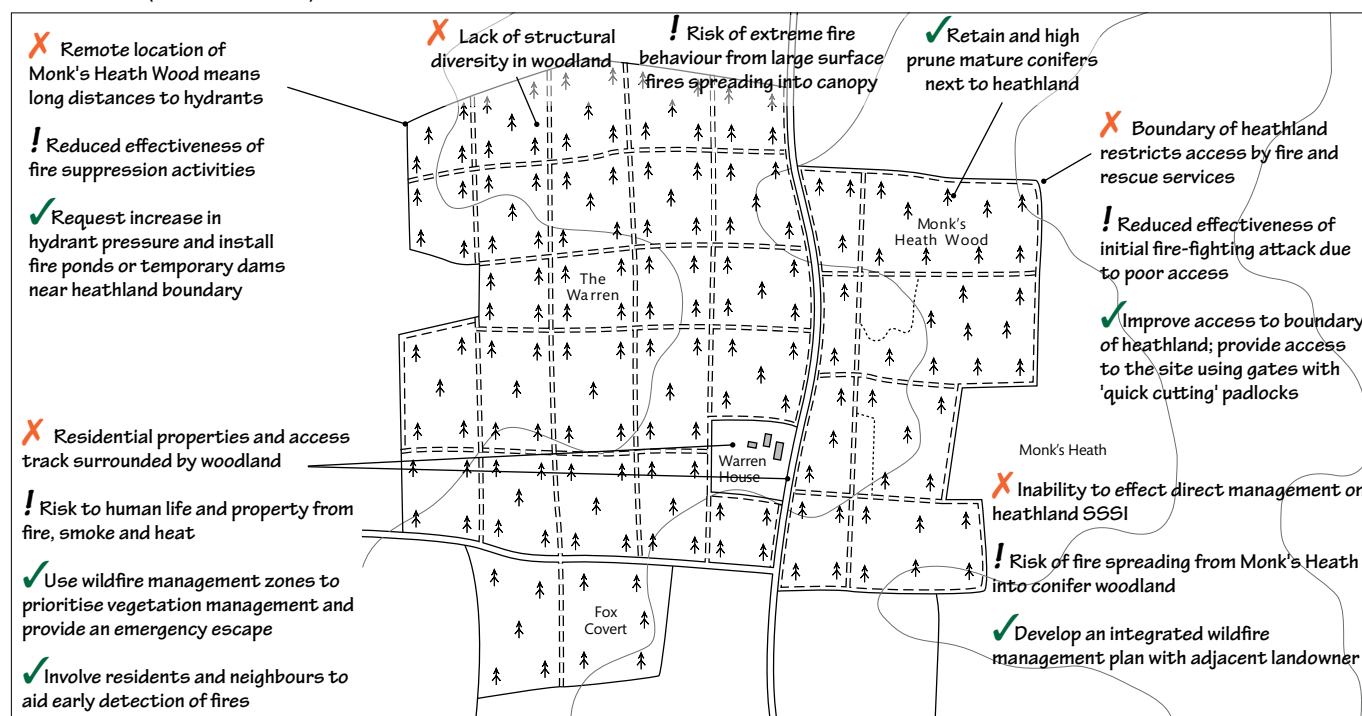 ✗ Remote location of
Monk's Heath Wood means
long distances to hydrants
! Reduced effectiveness of
fire suppression activities
✓ Request increase in
hydrant pressure and install
fire ponds or temporary dams
near heathland boundary
✗ Lack of structural
diversity in woodland
! Risk of extreme fire
behaviour from large surface
fires spreading into canopy
✓ Retain and high
prune mature conifers
next to heathland
✗ Boundary of heathland
restricts access by fire and
rescue services
! Reduced effectiveness of
initial fire-fighting attack due
to poor access
✓ Improve access to boundary
of heathland; provide access
to the site using gates with
'quick cutting' padlocks
Monk's
Heath Wood
The
Warren
✗ Residential properties and access
track surrounded by woodland
! Risk to human life and property from
fire, smoke and heat
✓ Use wildfire management zones to
prioritise vegetation management and
provide an emergency escape
✓ Involve residents and neighbours to
aid early detection of fires
Warren
House
Fox
Covert
Monk's Heath
✗ Inability to effect direct management on
heathland SSSI
! Risk of fire spreading from Monk's Heath
into conifer woodland
✓ Develop an integrated wildfire
management plan with adjacent landowner